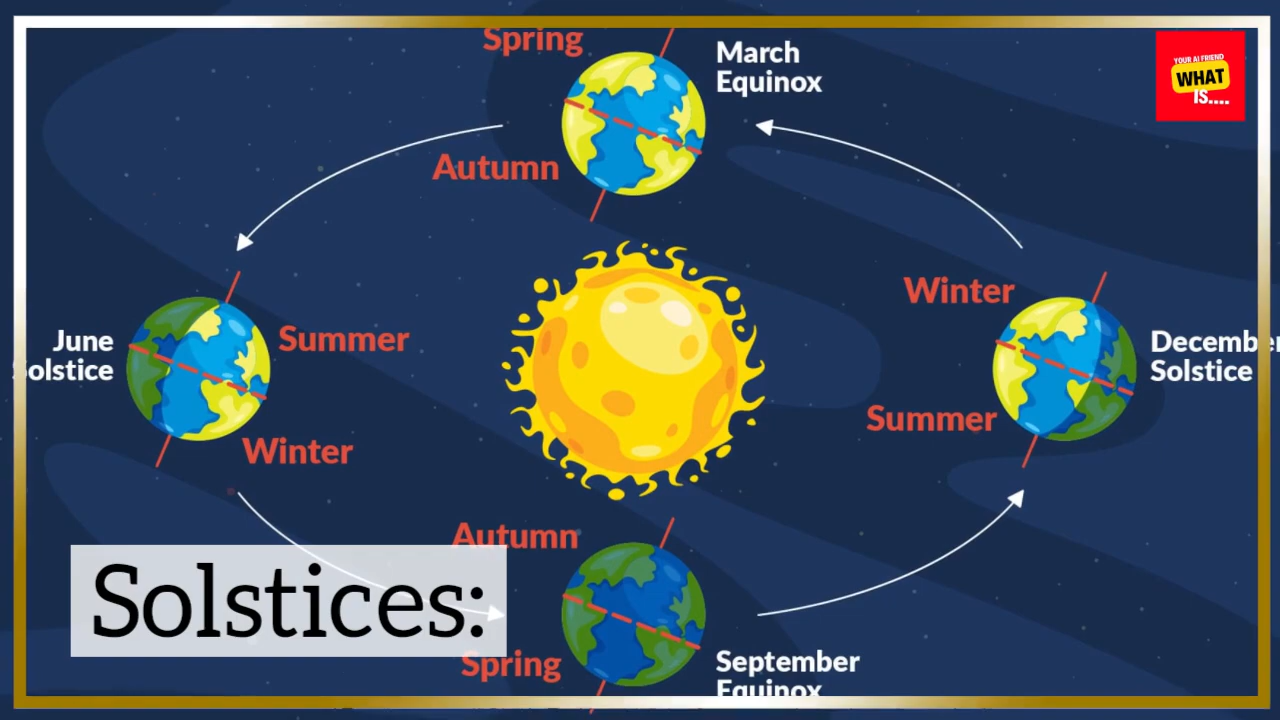 Spring
March
Equinox
YOUR AI FRIEND
WHAT
IS....
Autumn
June
Solstice
Summer
Winter
Winter
Summer
December
Solstice
Autumn
Solstices:
Spring
September
Equinox